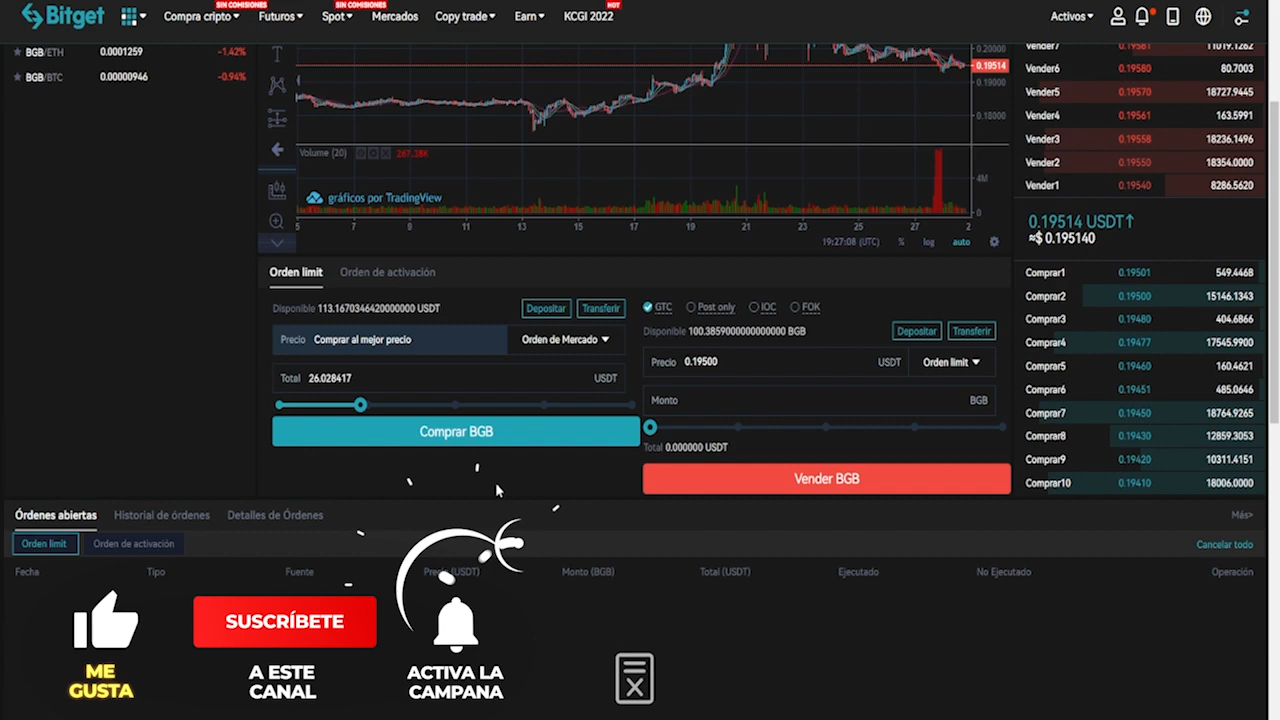 SIN COMISIONES
SIN COMISIONES
HOT
Bitget
Compra cripto
Futuros
Spot
Mercados
Copy trade
Earn
KCGI 2022
Activos
BGB/ETH 0.0001259 -1.42%
BGB/BTC 0.00000946 -0.94%
0.20000
0.19514
0.19000
0.18000
Volume (20) 267.38K
4M
0
gráficos por TradingView
5 7 9 11 13 15 17 19 21 23 25 27 2
19:27:08 (UTC) % log auto
Vender7 0.19581 11019.1262
Vender6 0.19580 80.7003
Vender5 0.19570 18727.9445
Vender4 0.19561 163.5991
Vender3 0.19558 18236.1496
Vender2 0.19550 18354.0000
Vender1 0.19540 8286.5620
0.19514 USDT↑
≈$ 0.195140
Comprar1 0.19501 549.4468
Comprar2 0.19500 15146.1343
Comprar3 0.19480 404.6866
Comprar4 0.19477 17545.9900
Comprar5 0.19460 160.4621
Comprar6 0.19451 485.0646
Comprar7 0.19450 18764.9265
Comprar8 0.19430 12859.3053
Comprar9 0.19420 10311.4151
Comprar10 0.19410 18006.0000
Orden limit
Orden de activación
Disponible 113.1670346420000000 USDT
Depositar
Transferir
Precio Comprar al mejor precio
Orden de Mercado
Total 26.028417 USDT
Comprar BGB
GTC Post only IOC FOK
Disponible 100.3859000000000000 BGB
Depositar
Transferir
Precio 0.19500 USDT
Orden limit
Monto BGB
Total 0.000000 USDT
Vender BGB
Órdenes abiertas
Historial de órdenes
Detalles de Órdenes
Más>
Orden limit
Orden de activación
Cancelar todo
Fecha Tipo Fuente (USDT) Monto (BGB) Total (USDT) Ejecutado No Ejecutado Operación
ME
GUSTA
SUSCRÍBETE
A ESTE
CANAL
ACTIVA LA
CAMPANA